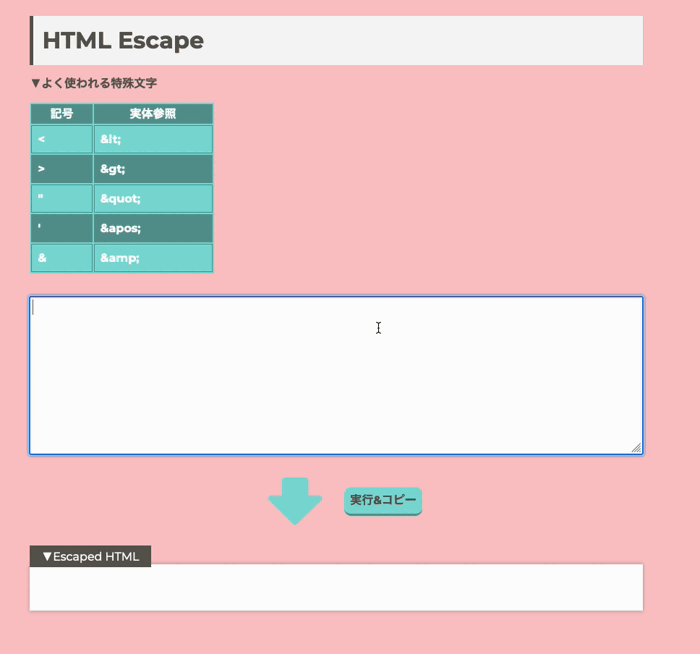 HTML Escape
▼よく使われる特殊文字
記号 実体参照
< &lt;
> &gt;
" &quot;
' &apos;
& &amp;
実行&コピー
▼Escaped HTML